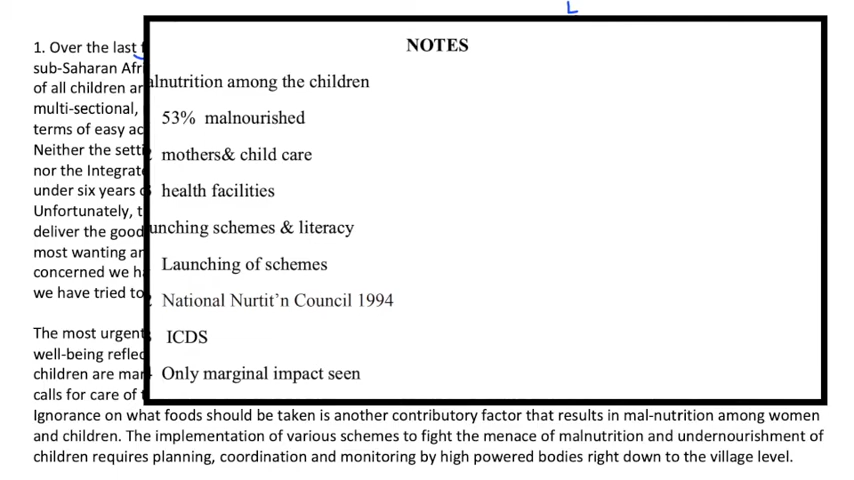 NOTES
1. Over the last
sub-Saharan Afri
alnutrition among the children
of all children ar
multi-sectional,
53% malnourished
terms of easy ac
Neither the setti
mothers& child care
nor the Integrat
under six years
health facilities
Unfortunately, t
deliver the good
unching schemes & literacy
most wanting an
concerned we h
Launching of schemes
we have tried to
National Nurtit’n Council 1994
The most urgent
ICDS
well-being reflec
children are mar
Only marginal impact seen
calls for care of
Ignorance on what foods should be taken is another contributory factor that results in mal-nutrition among women
and children. The implementation of various schemes to fight the menace of malnutrition and undernourishment of
children requires planning, coordination and monitoring by high powered bodies right down to the village level.